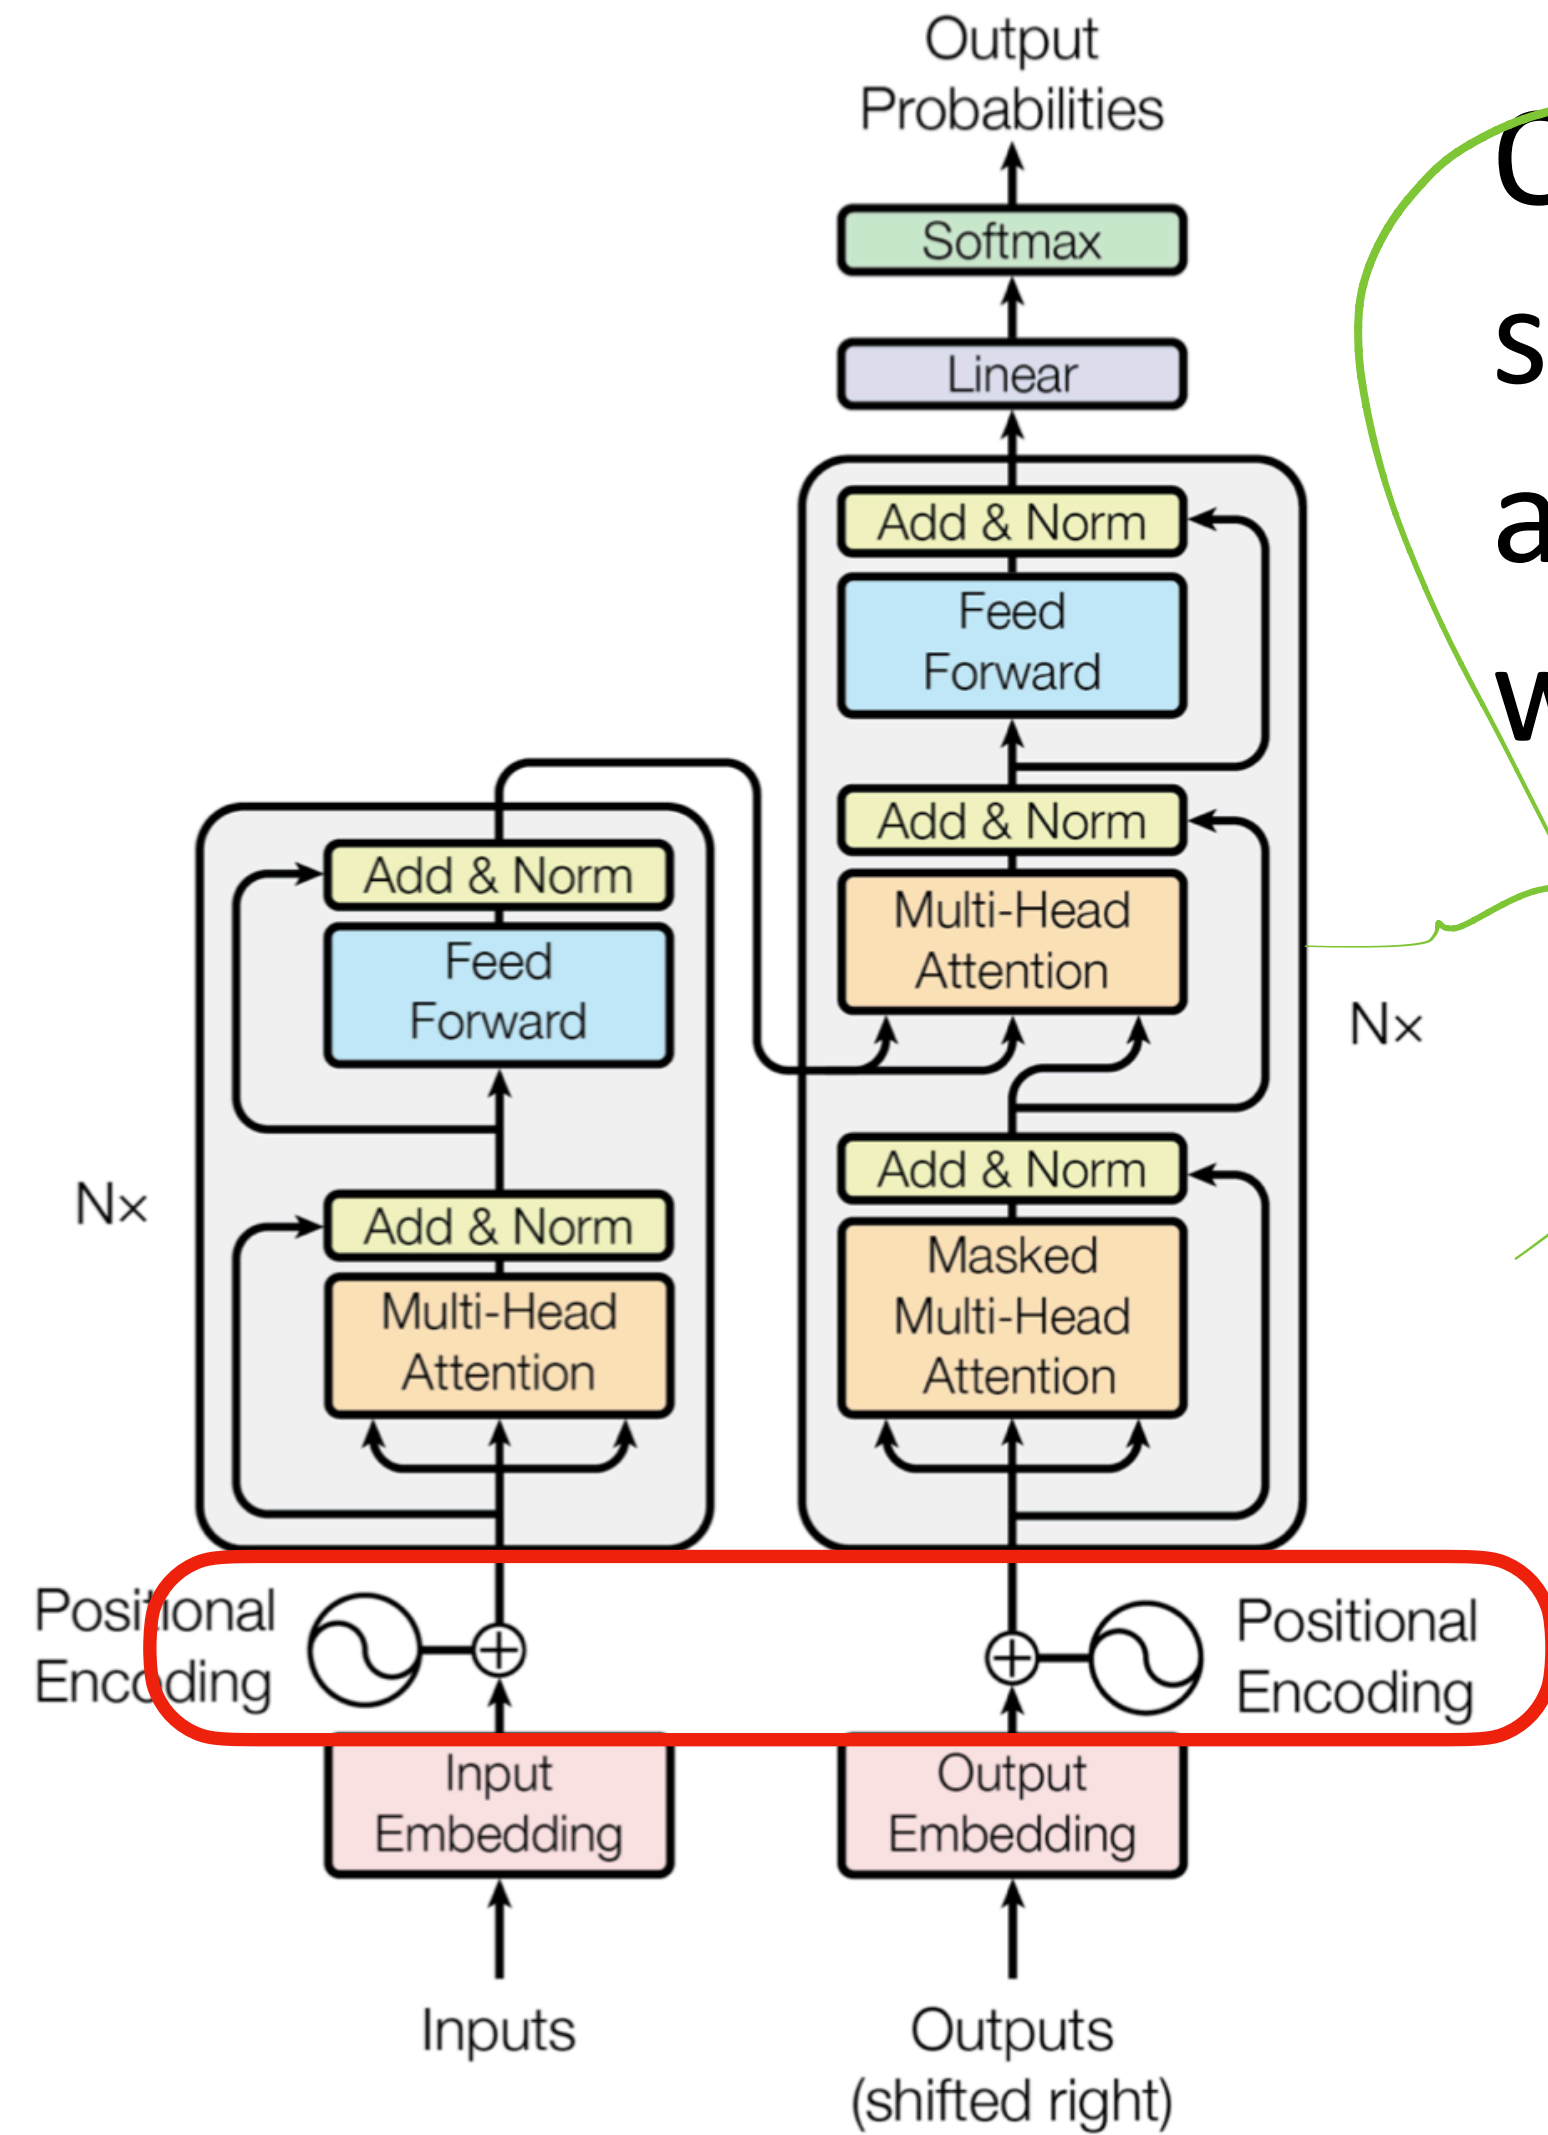 Output
Probabilities
Softmax
Linear
Add & Norm
Feed
Forward
Add & Norm
Multi-Head
Attention
Nx
Add & Norm
Masked
Multi-Head
Attention
Add & Norm
Feed
Forward
Nx
Add & Norm
Multi-Head
Attention
Positional
Encoding
Positional
Encoding
Input
Embedding
Output
Embedding
Inputs
Outputs
(shifted right)